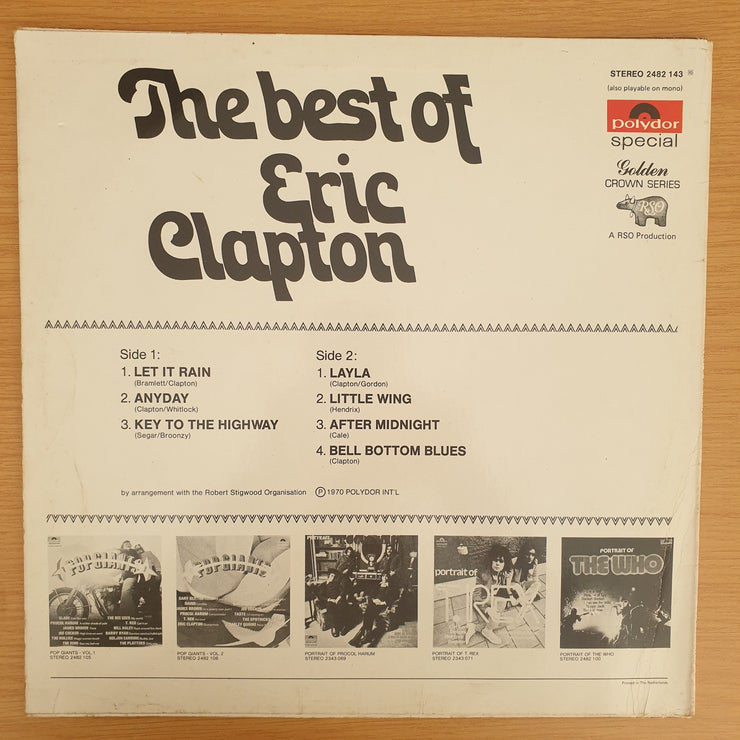 STEREO 2482 143
(also playable on mono)
The best of
Eric
Clapton
polydor
special
Golden
CROWN SERIES
RSO
A RSO Production
Side 1:
1. LET IT RAIN
(Bramlett/Clapton)
2. ANYDAY
(Clapton/Whitlock)
3. KEY TO THE HIGHWAY
(Segar/Broonzy)
Side 2:
1. LAYLA
(Clapton/Gordon)
2. LITTLE WING
(Hendrix)
3. AFTER MIDNIGHT
(Cale)
4. BELL BOTTOM BLUES
(Clapton)
by arrangement with the Robert Stigwood Organisation ℗ 1970 POLYDOR INT'L
POP GIANTS
POP GIANTS
PORTRAIT
portrait of
PORTRAIT OF
THE WHO
POP GIANTS - VOL. 1
STEREO 2482 105
POP GIANTS - VOL. 2
STEREO 2482 106
PORTRAIT OF PROCOL HARUM
STEREO 2343 069
PORTRAIT OF T. REX
STEREO 2343 071
PORTRAIT OF THE WHO
STEREO 2482 100
Printed in The Netherlands